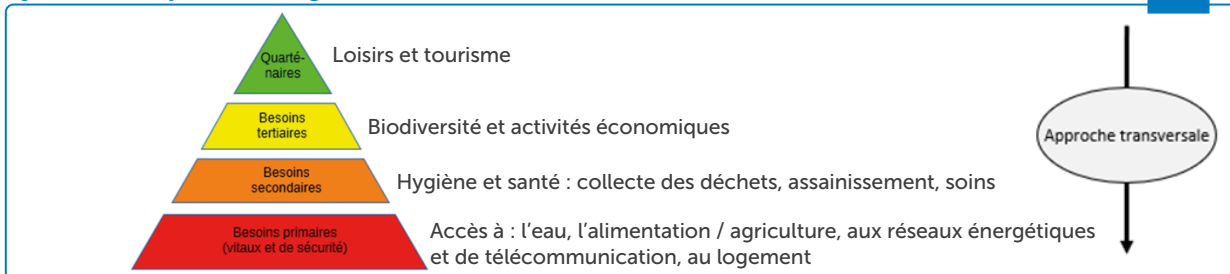 Quarté-
naires
Loisirs et tourisme
Besoins
tertiaires
Biodiversité et activités économiques
Besoins
secondaires
Hygiène et santé : collecte des déchets, assainissement, soins
Besoins primaires
(vitaux et de sécurité)
Accès à : l'eau, l'alimentation / agriculture, aux réseaux énergétiques
et de télécommunication, au logement
Approche transversale